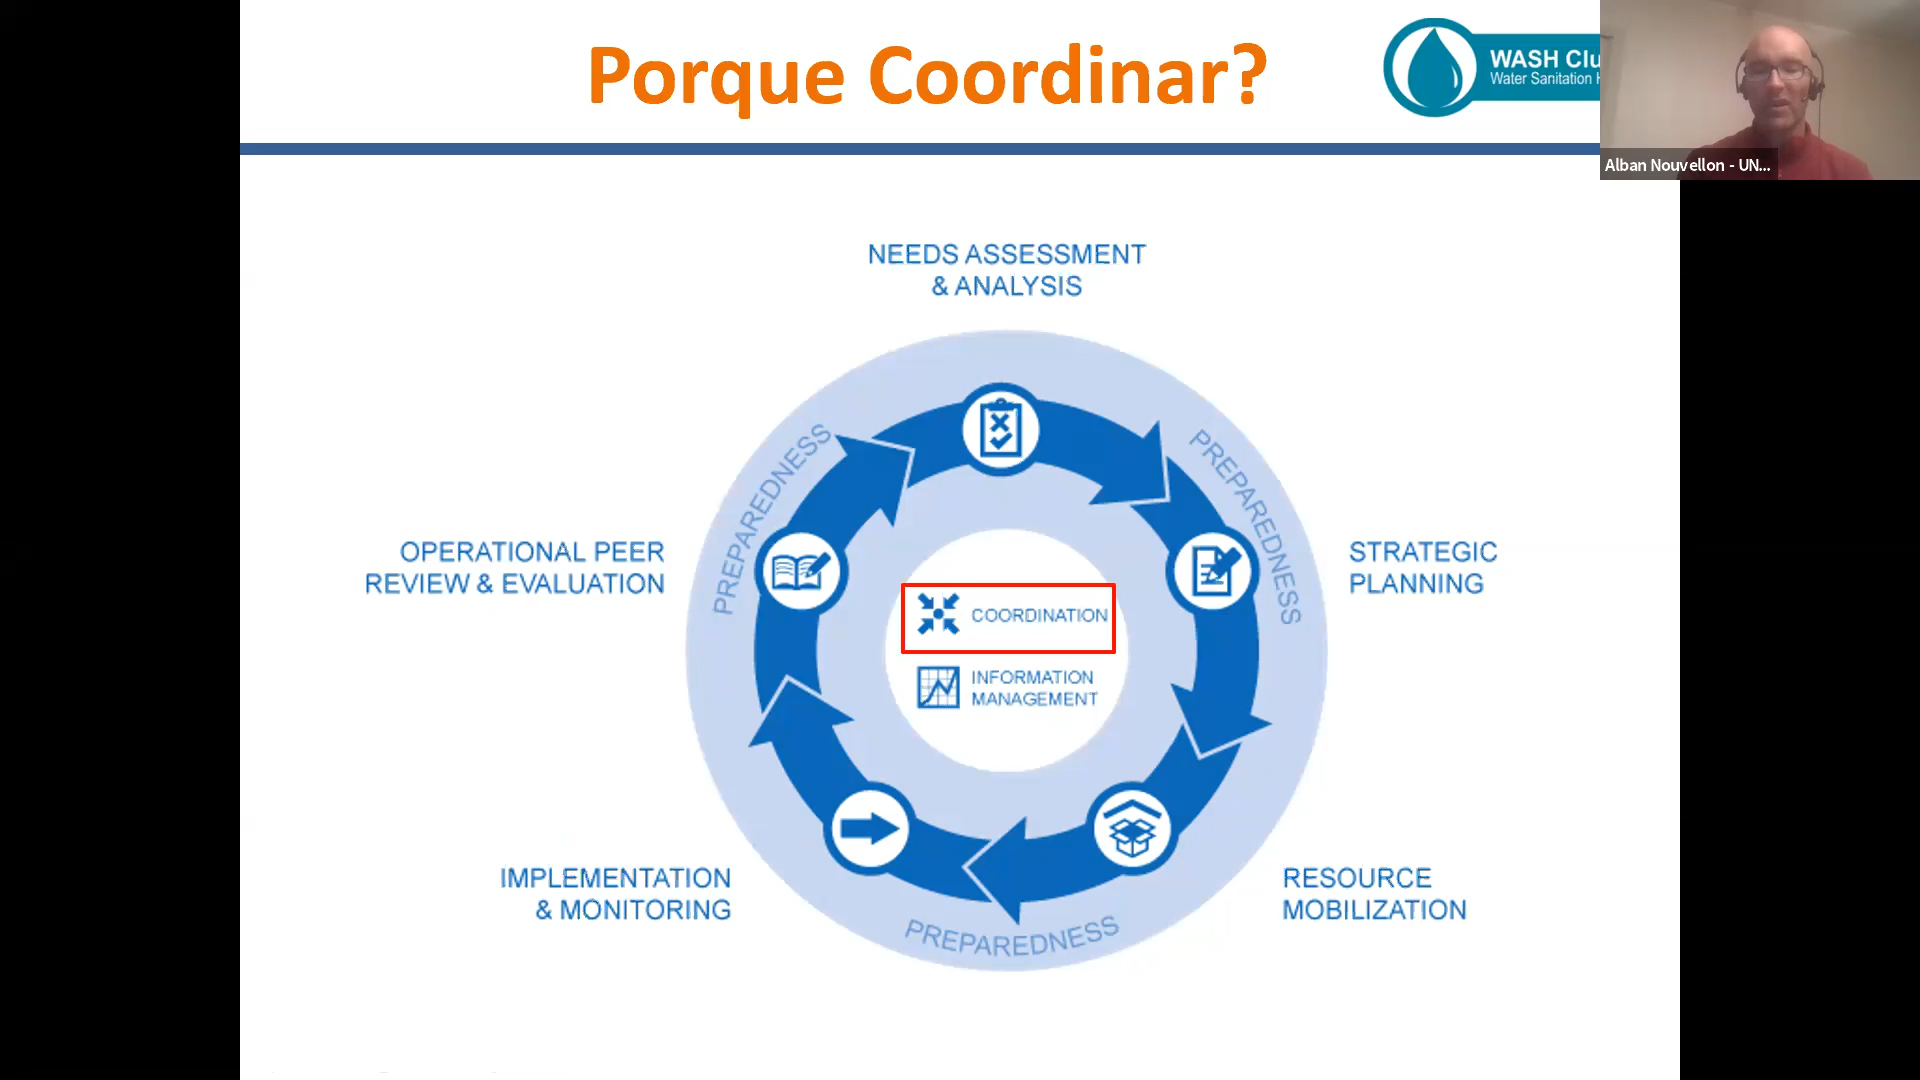 Porque Coordinar?
WASH Clu
Water Sanitation H
Alban Nouvellon - UN...
NEEDS ASSESSMENT
& ANALYSIS
PREPAREDNESS
PREPAREDNESS
OPERATIONAL PEER
REVIEW & EVALUATION
STRATEGIC
PLANNING
COORDINATION
INFORMATION
MANAGEMENT
IMPLEMENTATION
& MONITORING
RESOURCE
MOBILIZATION
PREPAREDNESS